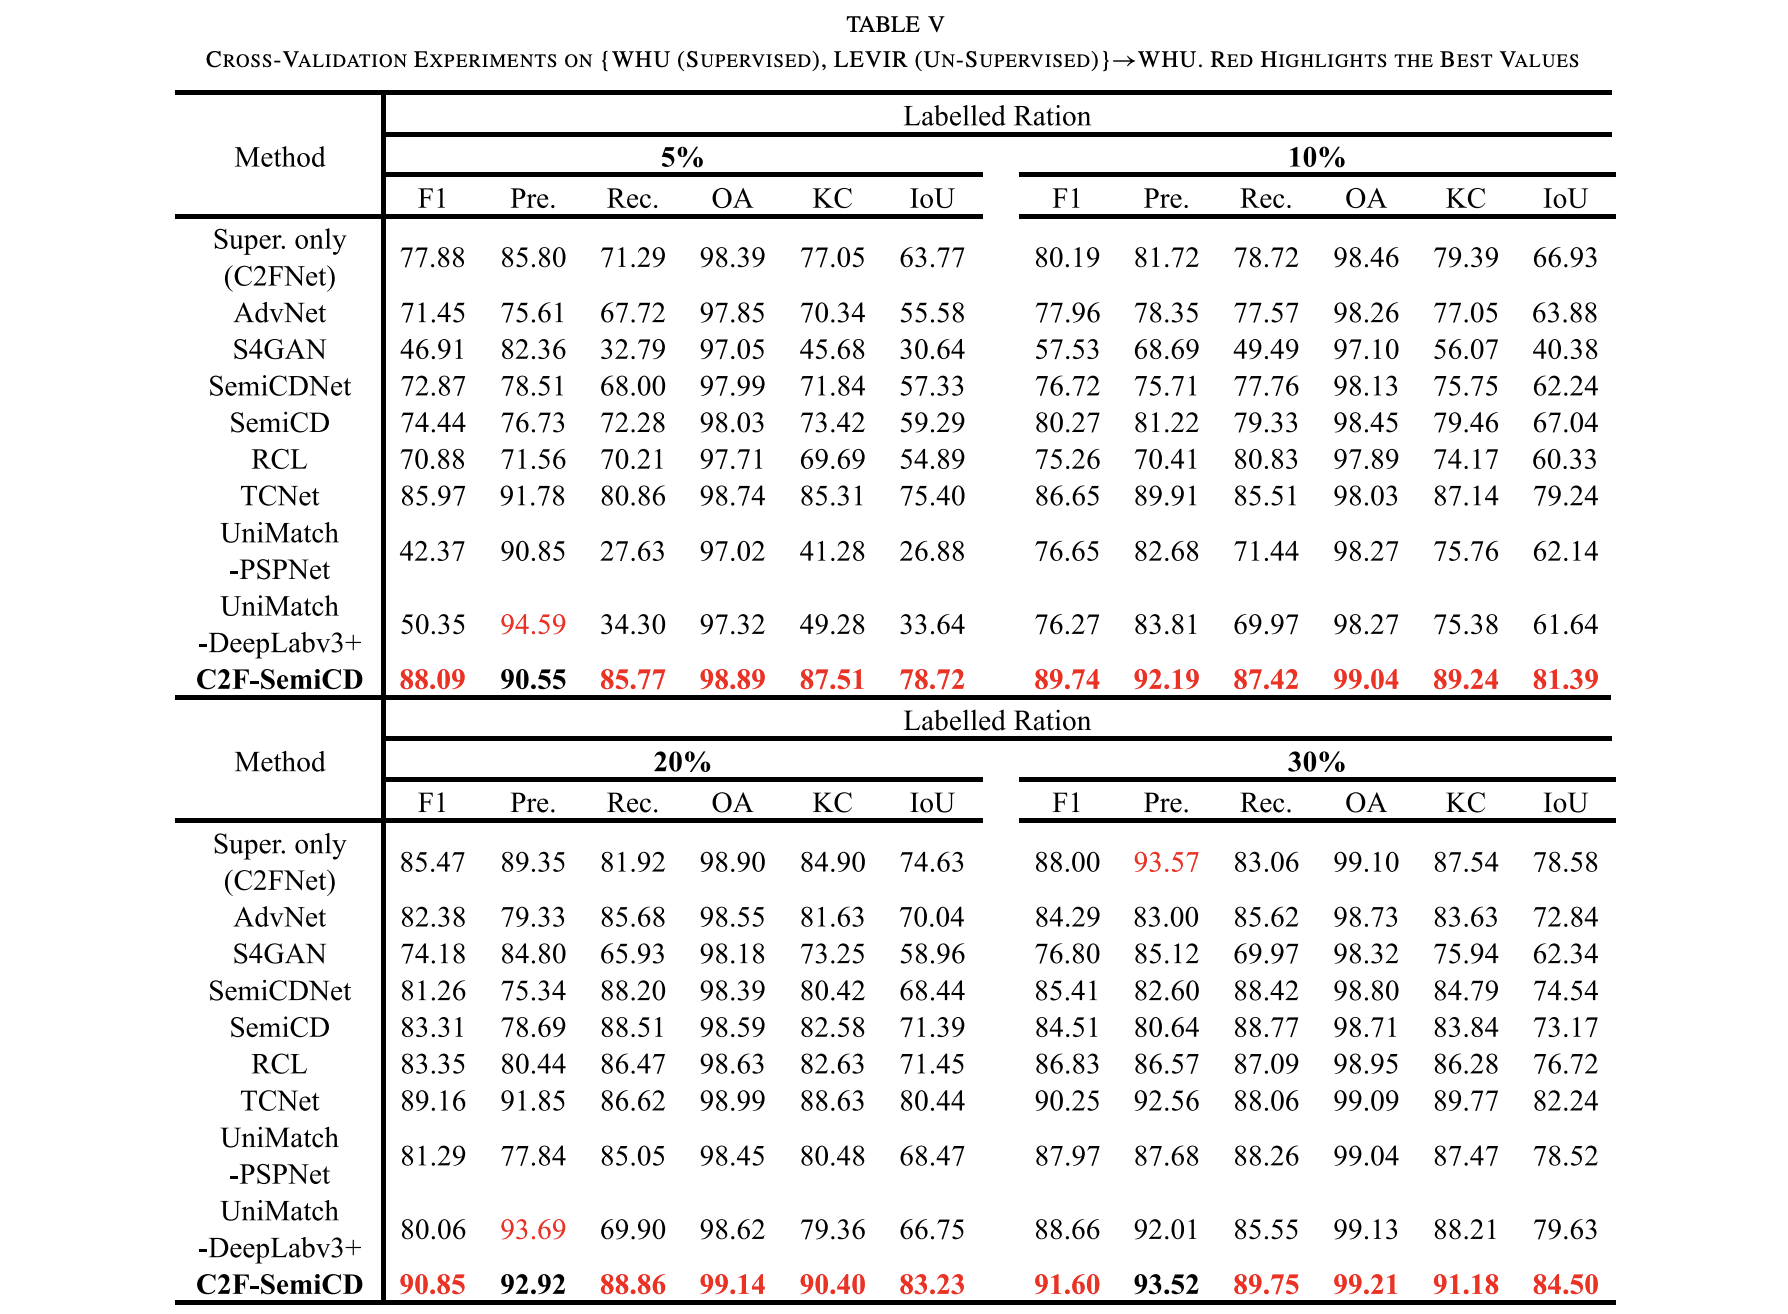 TABLE V
CROSS-VALIDATION EXPERIMENTS ON {WHU (SUPERVISED), LEVIR (UN-SUPERVISED)}→WHU. RED HIGHLIGHTS THE BEST VALUES
Labelled Ration
Method 5% 10%
F1 Pre. Rec. OA KC IoU F1 Pre. Rec. OA KC IoU
Super. only
(C2FNet) 77.88 85.80 71.29 98.39 77.05 63.77 80.19 81.72 78.72 98.46 79.39 66.93
AdvNet 71.45 75.61 67.72 97.85 70.34 55.58 77.96 78.35 77.57 98.26 77.05 63.88
S4GAN 46.91 82.36 32.79 97.05 45.68 30.64 57.53 68.69 49.49 97.10 56.07 40.38
SemiCDNet 72.87 78.51 68.00 97.99 71.84 57.33 76.72 75.71 77.76 98.13 75.75 62.24
SemiCD 74.44 76.73 72.28 98.03 73.42 59.29 80.27 81.22 79.33 98.45 79.46 67.04
RCL 70.88 71.56 70.21 97.71 69.69 54.89 75.26 70.41 80.83 97.89 74.17 60.33
TCNet 85.97 91.78 80.86 98.74 85.31 75.40 86.65 89.91 85.51 98.03 87.14 79.24
UniMatch
-PSPNet 42.37 90.85 27.63 97.02 41.28 26.88 76.65 82.68 71.44 98.27 75.76 62.14
UniMatch
-DeepLabv3+ 50.35 94.59 34.30 97.32 49.28 33.64 76.27 83.81 69.97 98.27 75.38 61.64
C2F-SemiCD 88.09 90.55 85.77 98.89 87.51 78.72 89.74 92.19 87.42 99.04 89.24 81.39
Labelled Ration
Method 20% 30%
F1 Pre. Rec. OA KC IoU F1 Pre. Rec. OA KC IoU
Super. only
(C2FNet) 85.47 89.35 81.92 98.90 84.90 74.63 88.00 93.57 83.06 99.10 87.54 78.58
AdvNet 82.38 79.33 85.68 98.55 81.63 70.04 84.29 83.00 85.62 98.73 83.63 72.84
S4GAN 74.18 84.80 65.93 98.18 73.25 58.96 76.80 85.12 69.97 98.32 75.94 62.34
SemiCDNet 81.26 75.34 88.20 98.39 80.42 68.44 85.41 82.60 88.42 98.80 84.79 74.54
SemiCD 83.31 78.69 88.51 98.59 82.58 71.39 84.51 80.64 88.77 98.71 83.84 73.17
RCL 83.35 80.44 86.47 98.63 82.63 71.45 86.83 86.57 87.09 98.95 86.28 76.72
TCNet 89.16 91.85 86.62 98.99 88.63 80.44 90.25 92.56 88.06 99.09 89.77 82.24
UniMatch
-PSPNet 81.29 77.84 85.05 98.45 80.48 68.47 87.97 87.68 88.26 99.04 87.47 78.52
UniMatch
-DeepLabv3+ 80.06 93.69 69.90 98.62 79.36 66.75 88.66 92.01 85.55 99.13 88.21 79.63
C2F-SemiCD 90.85 92.92 88.86 99.14 90.40 83.23 91.60 93.52 89.75 99.21 91.18 84.50